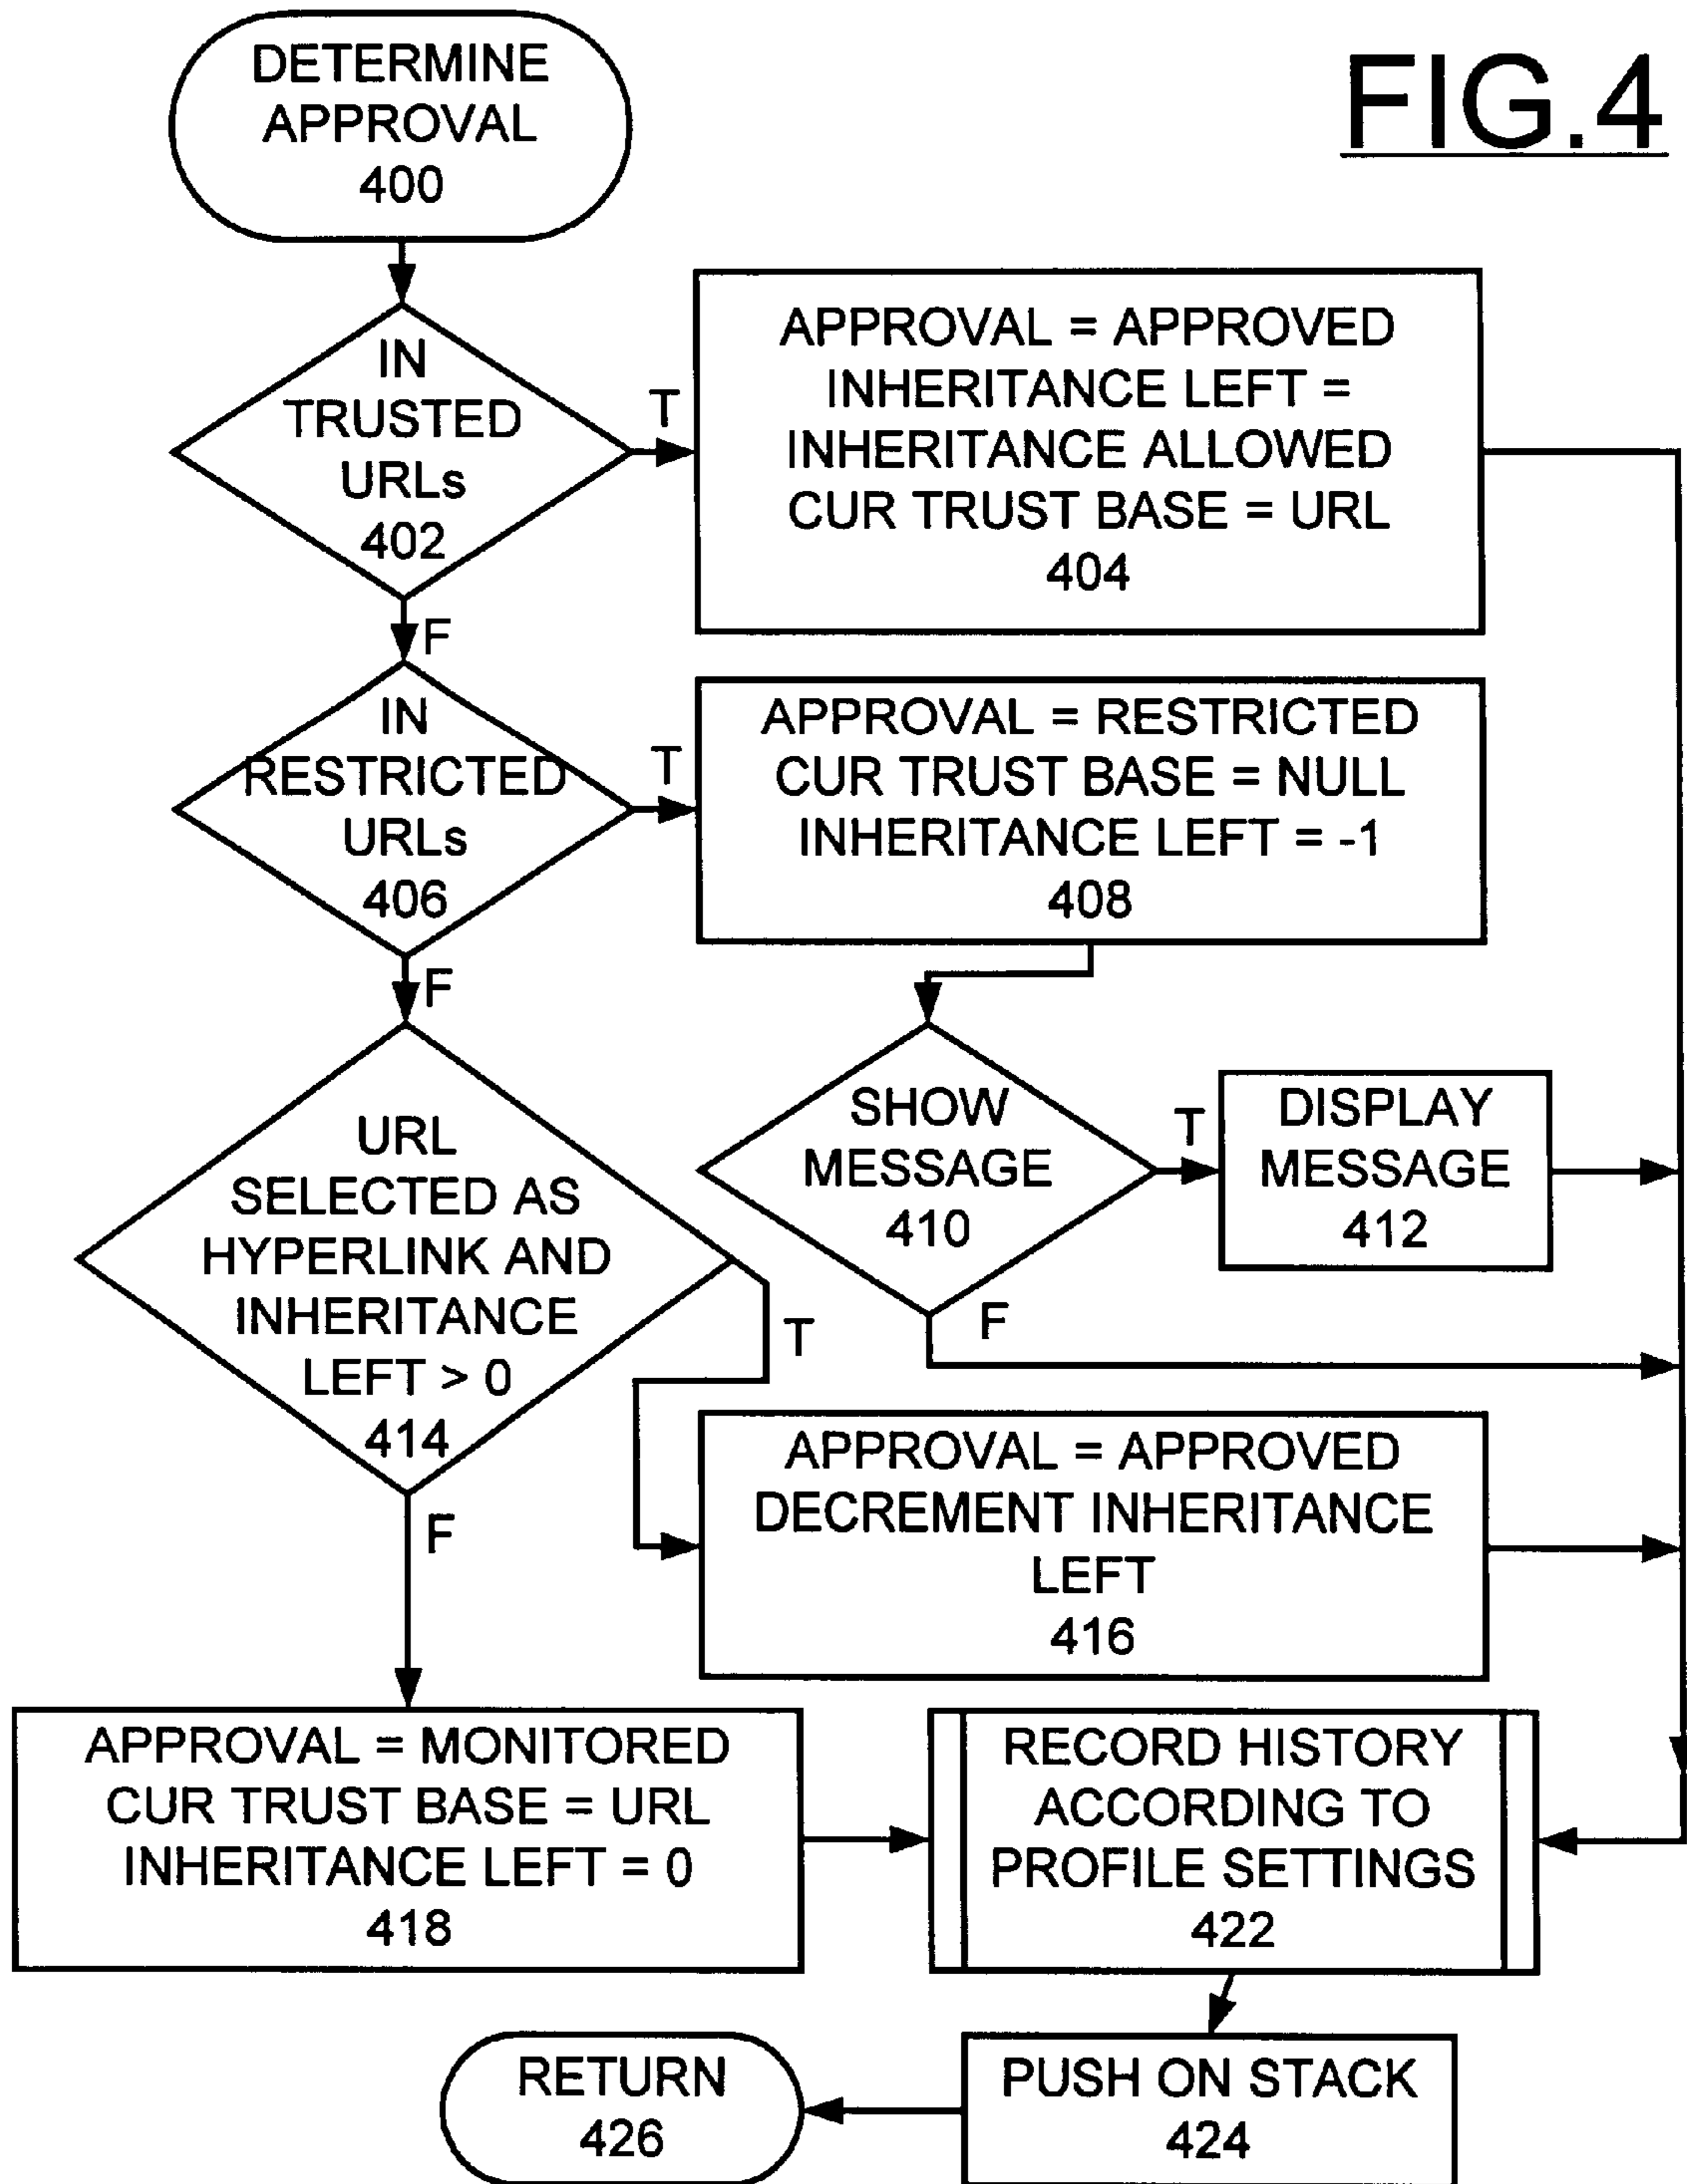 FIG.4
DETERMINE
APPROVAL
400
IN
TRUSTED
URLs
402
T
F
APPROVAL = APPROVED
INHERITANCE LEFT =
INHERITANCE ALLOWED
CUR TRUST BASE = URL
404
IN
RESTRICTED
URLs
406
T
F
APPROVAL = RESTRICTED
CUR TRUST BASE = NULL
INHERITANCE LEFT = -1
408
SHOW
MESSAGE
410
T
F
DISPLAY
MESSAGE
412
URL
SELECTED AS
HYPERLINK AND
INHERITANCE
LEFT > 0
414
T
F
APPROVAL = APPROVED
DECREMENT INHERITANCE
LEFT
416
APPROVAL = MONITORED
CUR TRUST BASE = URL
INHERITANCE LEFT = 0
418
RECORD HISTORY
ACCORDING TO
PROFILE SETTINGS
422
PUSH ON STACK
424
RETURN
426